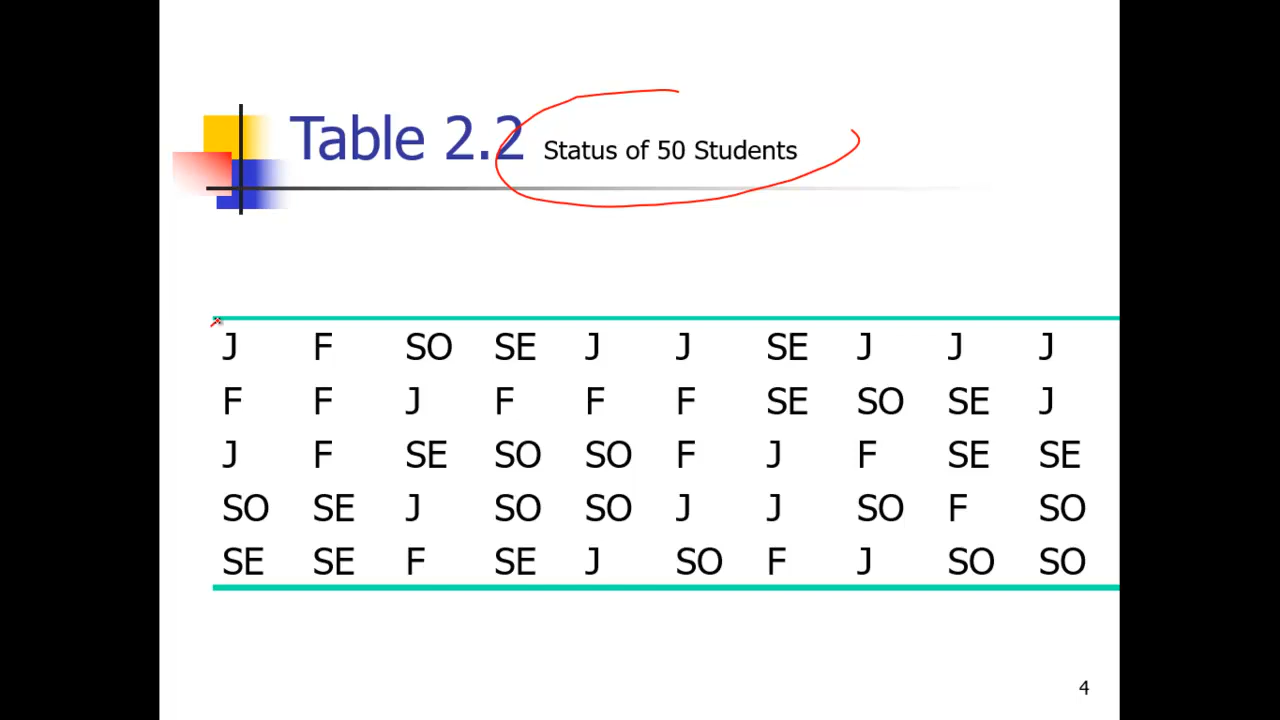 Table 2.2 Status of 50 Students
J F SO SE J J SE J J J
F F J F F F SE SO SE J
J F SE SO SO F J F SE SE
SO SE J SO SO J J SO F SO
SE SE F SE J SO F J SO SO
4